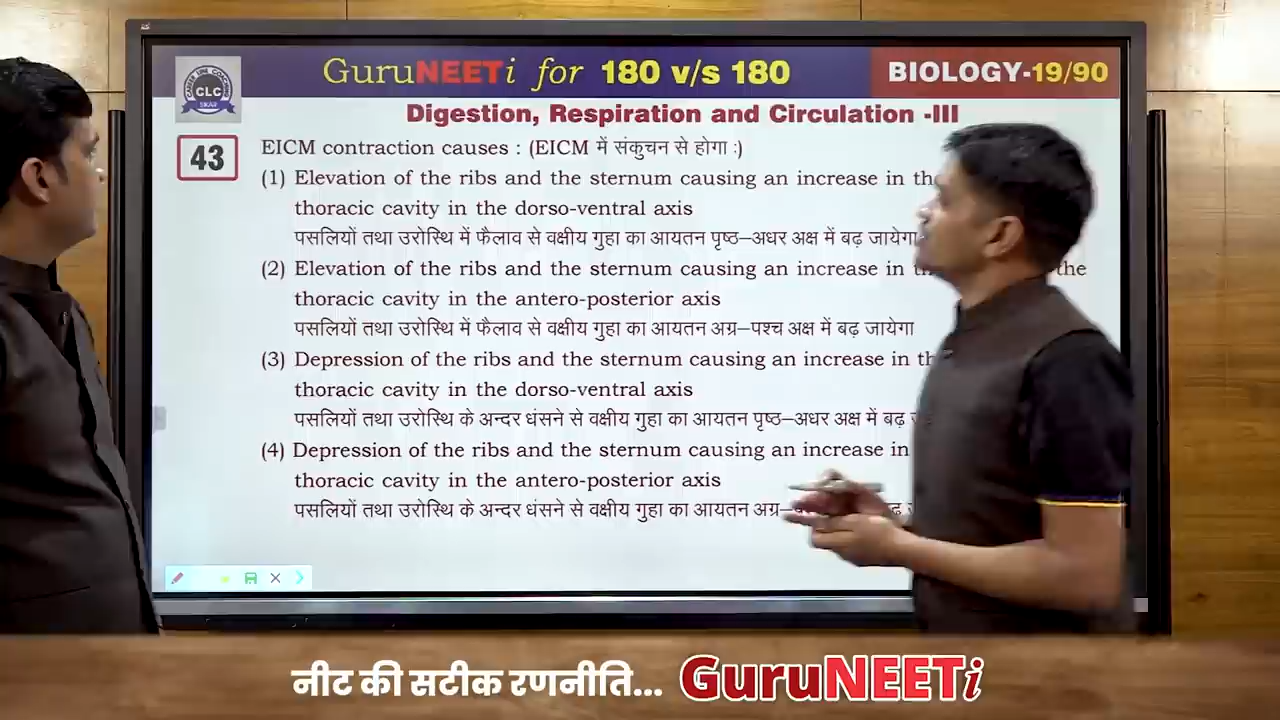 GuruNEETi for 180 v/s 180
BIOLOGY-19/90
CAREER LINE COACHING
CLC
SIKAR
Digestion, Respiration and Circulation -III
43
EICM contraction causes : (EICM में संकुचन से होगा :)
(1) Elevation of the ribs and the sternum causing an increase in
thoracic cavity in the dorso-ventral axis
पसलियों तथा उरोस्थि में फैलाव से वक्षीय गुहा का आयतन पृष्ठ–अधर अक्ष में बढ़ जायेगा
(2) Elevation of the ribs and the sternum causing an increase in the
thoracic cavity in the antero-posterior axis
पसलियों तथा उरोस्थि में फैलाव से वक्षीय गुहा का आयतन अग्र–पश्च अक्ष में बढ़ जायेगा
(3) Depression of the ribs and the sternum causing an increase in
thoracic cavity in the dorso-ventral axis
पसलियों तथा उरोस्थि के अन्दर धंसने से वक्षीय गुहा का आयतन पृष्ठ–अधर अक्ष में बढ़
(4) Depression of the ribs and the sternum causing an increase in
thoracic cavity in the antero-posterior axis
पसलियों तथा उरोस्थि के अन्दर धंसने से वक्षीय गुहा का आयतन अग्र–
नीट की सटीक रणनीति... GuruNEETi